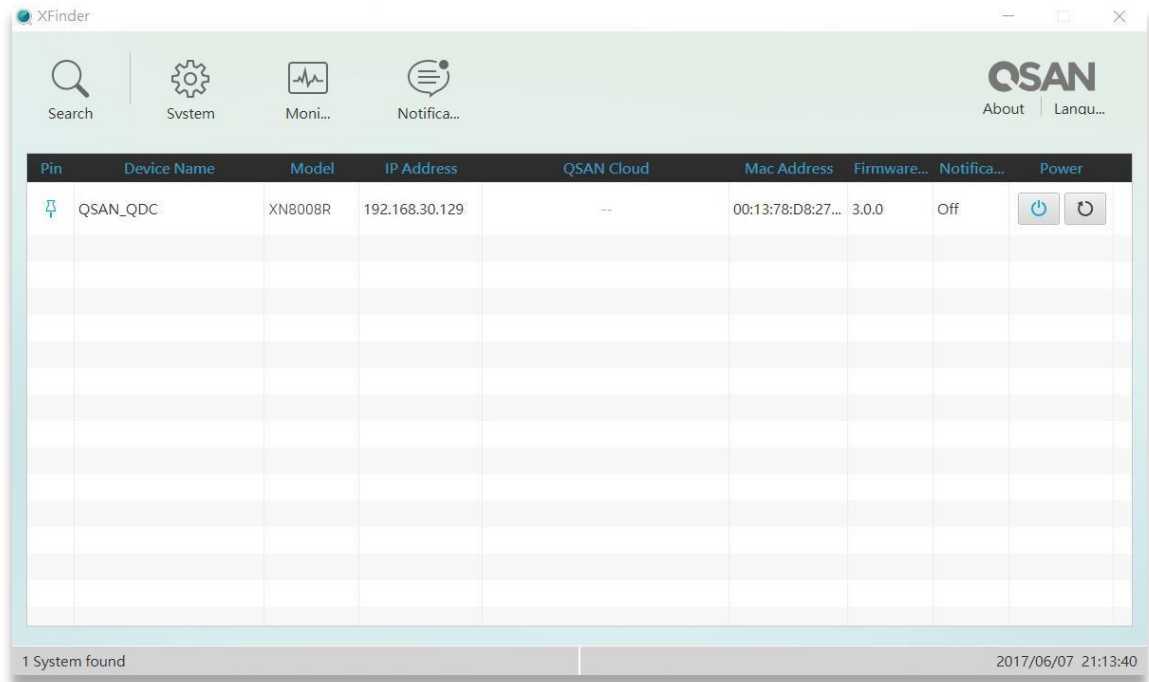 XFinder
QSAN
Search System Moni... Notifica... About Langu...
Pin Device Name Model IP Address QSAN Cloud Mac Address Firmware... Notifica... Power
QSAN_QDC XN8008R 192.168.30.129 -- 00:13:78:D8:27... 3.0.0 Off
1 System found 2017/06/07 21:13:40